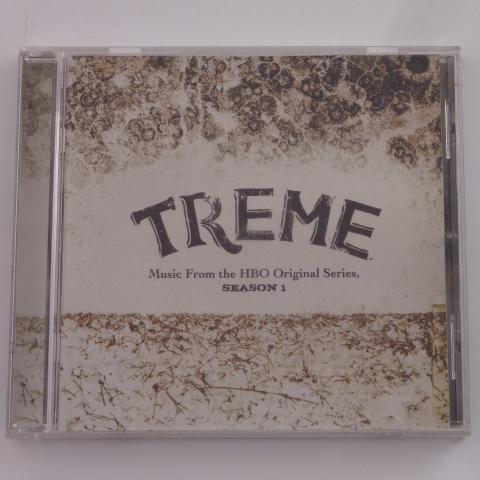 TREME
Music From the HBO Original Series,
SEASON 1